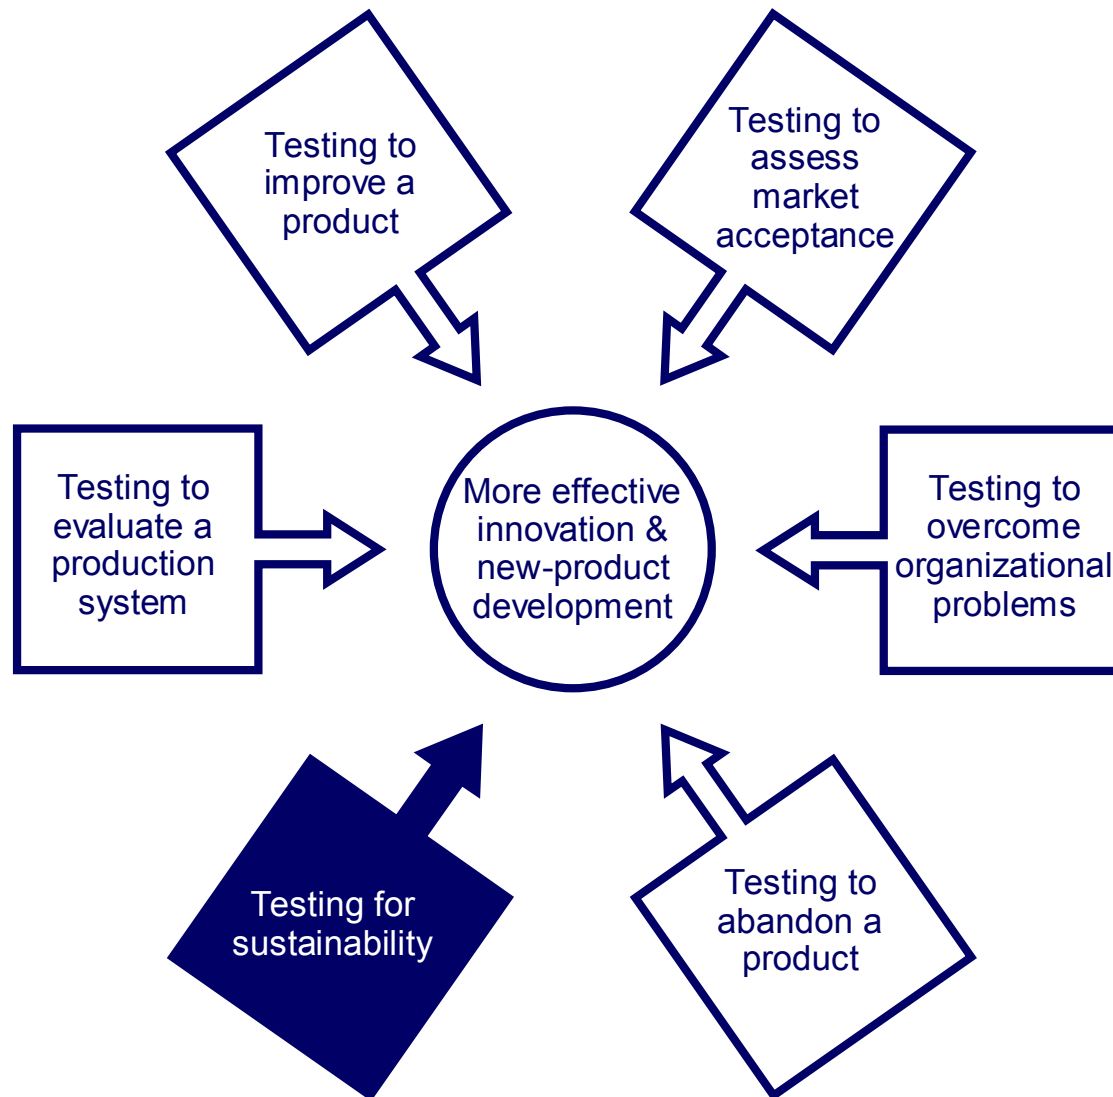 Testing to
improve a
product
Testing to
assess
market
acceptance
Testing to
evaluate a
production
system
More effective
innovation &
new-product
development
Testing to
overcome
organizational
problems
Testing for
sustainability
Testing to
abandon a
product